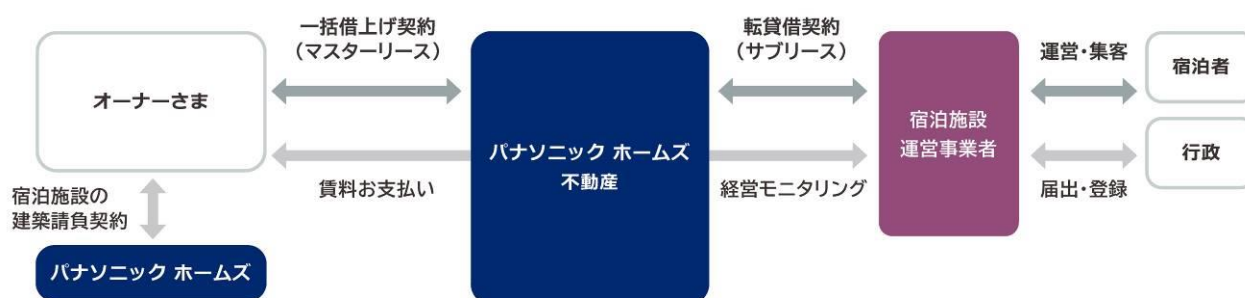 一括借上げ契約
（マスターリース）
転貸借契約
（サブリース）
オーナーさま
パナソニック ホームズ
不動産
宿泊施設
運営事業者
運営・集客
宿泊者
行政
賃料お支払い
経営モニタリング
届出・登録
宿泊施設の
建築請負契約
パナソニック ホームズ